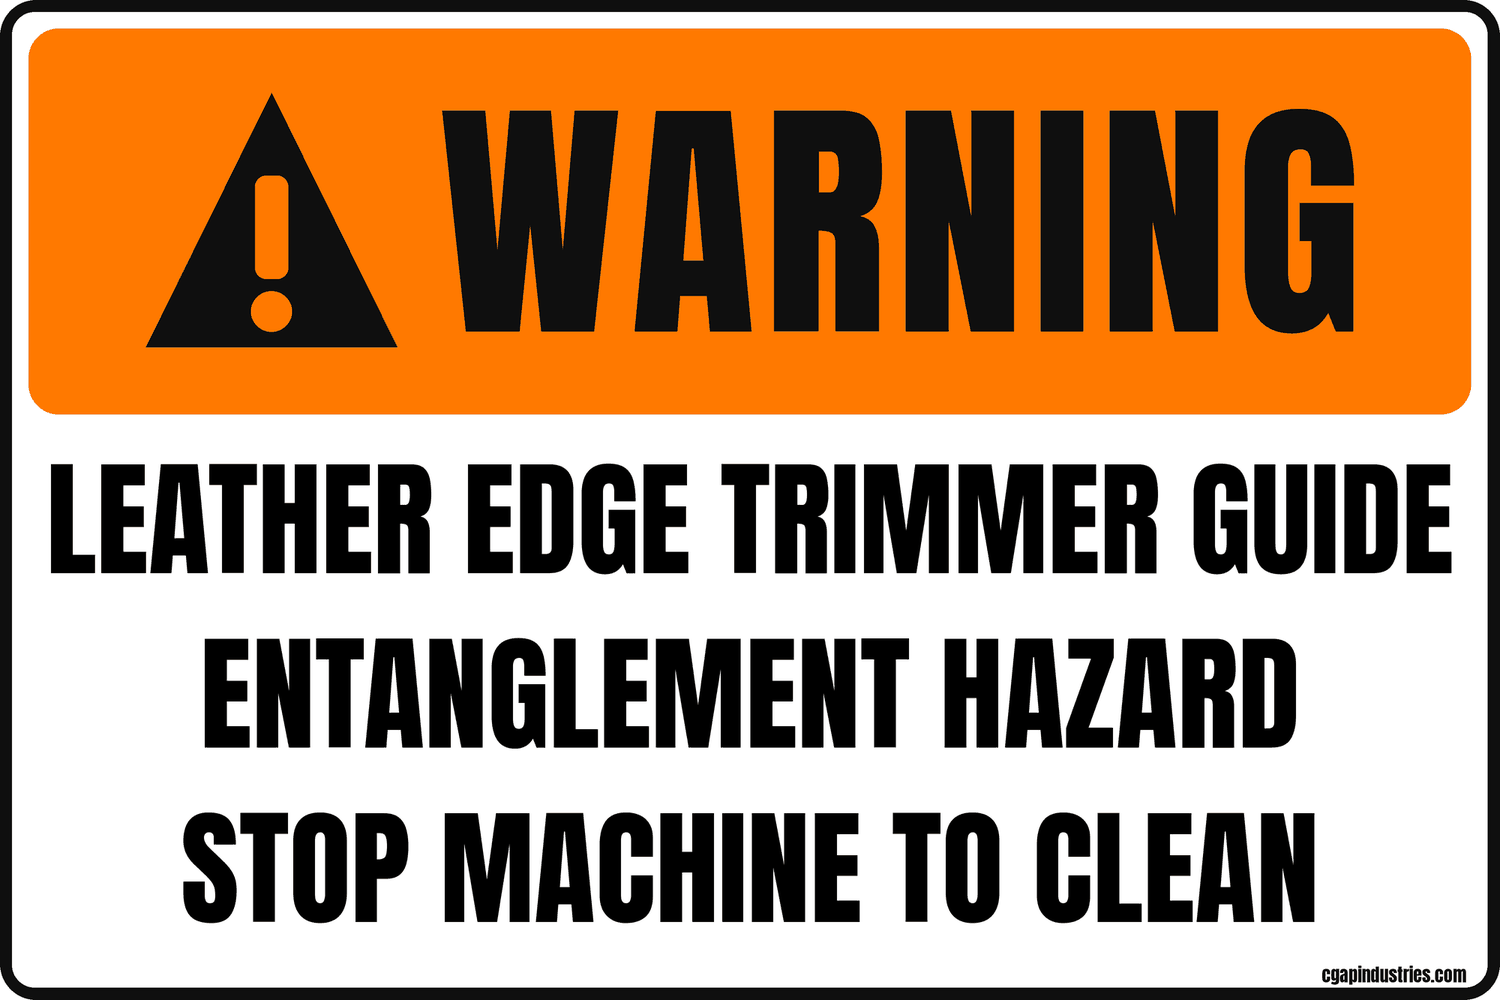 WARNING
LEATHER EDGE TRIMMER GUIDE
ENTANGLEMENT HAZARD
STOP MACHINE TO CLEAN
cgapindustries.com